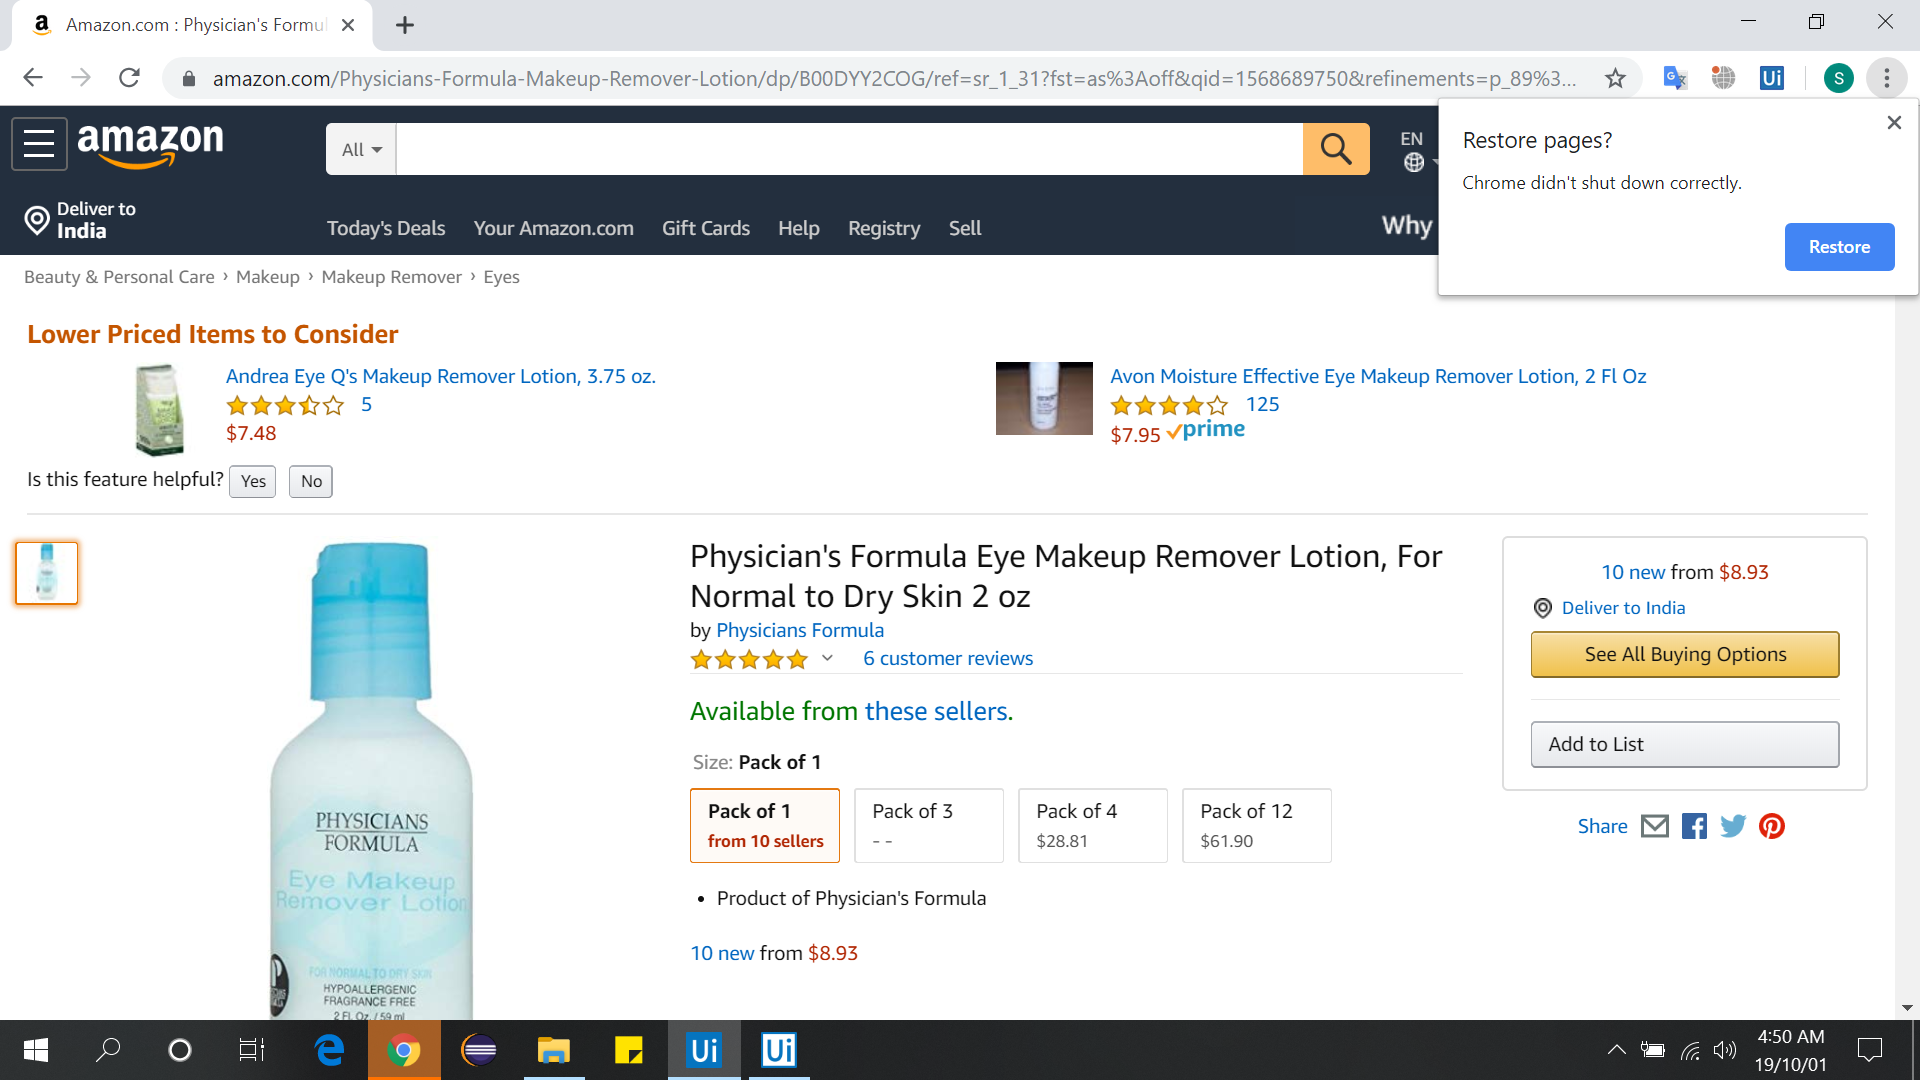 Amazon.com : Physician's Formul
amazon.com/Physicians-Formula-Makeup-Remover-Lotion/dp/B00DYY2COG/ref=sr_1_31?fst=as%3Aoff&qid=1568689750&refinements=p_89%3...
S
Ui
Restore pages?
Chrome didn't shut down correctly.
Restore
amazon
All
EN
Deliver to
India
Today's Deals
Your Amazon.com
Gift Cards
Help
Registry
Sell
Why
Beauty & Personal Care › Makeup › Makeup Remover › Eyes
Lower Priced Items to Consider
Andrea Eye Q's Makeup Remover Lotion, 3.75 oz.
5
$7.48
Avon Moisture Effective Eye Makeup Remover Lotion, 2 Fl Oz
125
$7.95 prime
Is this feature helpful? Yes No
PHYSICIANS
FORMULA
Eye Makeup
Remover Lotion
FOR NORMAL TO DRY SKIN
HYPOALLERGENIC
FRAGRANCE FREE
2 FL. Oz. / 59 ml
Physician's Formula Eye Makeup Remover Lotion, For
Normal to Dry Skin 2 oz
by Physicians Formula
6 customer reviews
Available from these sellers.
Size: Pack of 1
Pack of 1
from 10 sellers
Pack of 3
- -
Pack of 4
$28.81
Pack of 12
$61.90
• Product of Physician's Formula
10 new from $8.93
10 new from $8.93
Deliver to India
See All Buying Options
Add to List
Share
Ui
Ui
4:50 AM
19/10/01